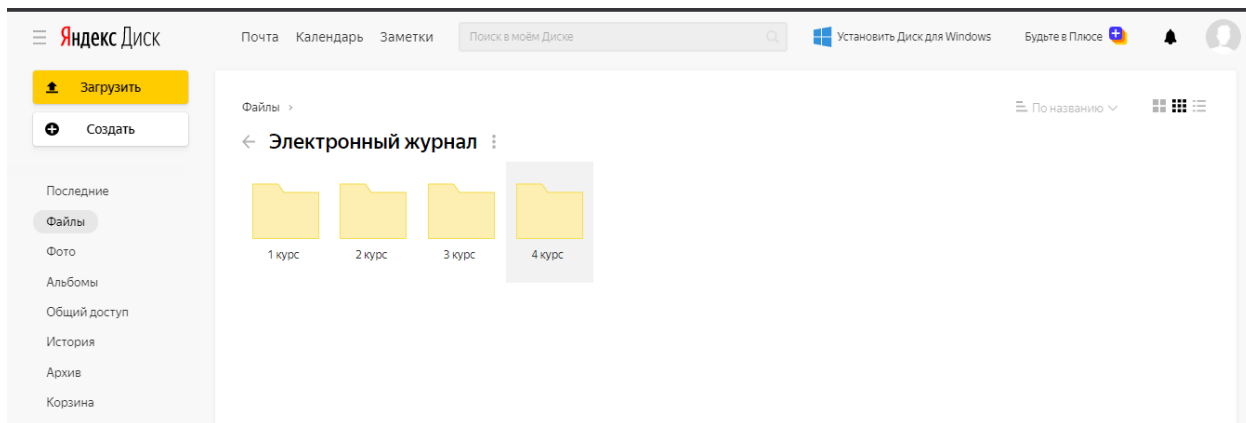 Яндекс Диск
Почта Календарь Заметки Поиск в моём Диске Установить Диск для Windows Будьте в Плюсе
Загрузить
Создать
Последние
Файлы
Фото
Альбомы
Общий доступ
История
Архив
Корзина
Файлы ›
По названию
Электронный журнал
1 курс 2 курс 3 курс 4 курс